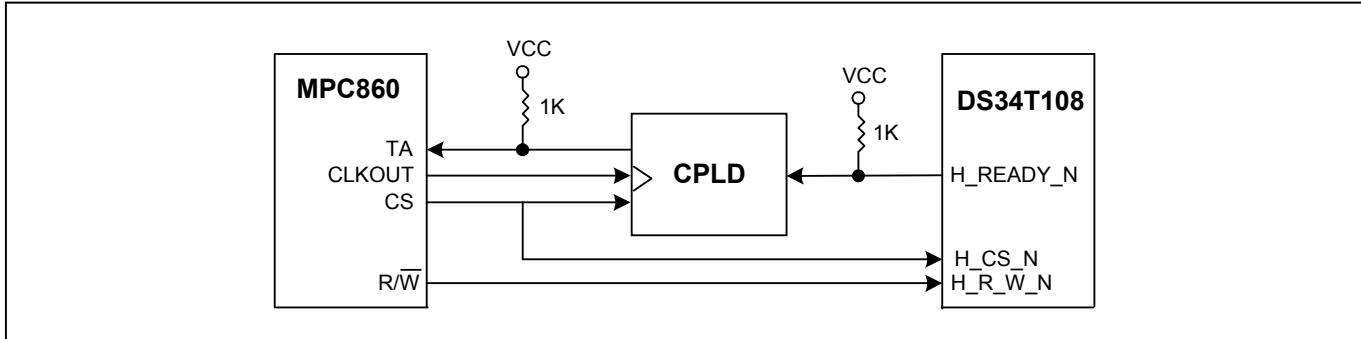 VCC
MPC860
1K
TA
CLKOUT
CS
R/W̅
CPLD
VCC
1K
DS34T108
H_READY_N
H_CS_N
H_R_W_N